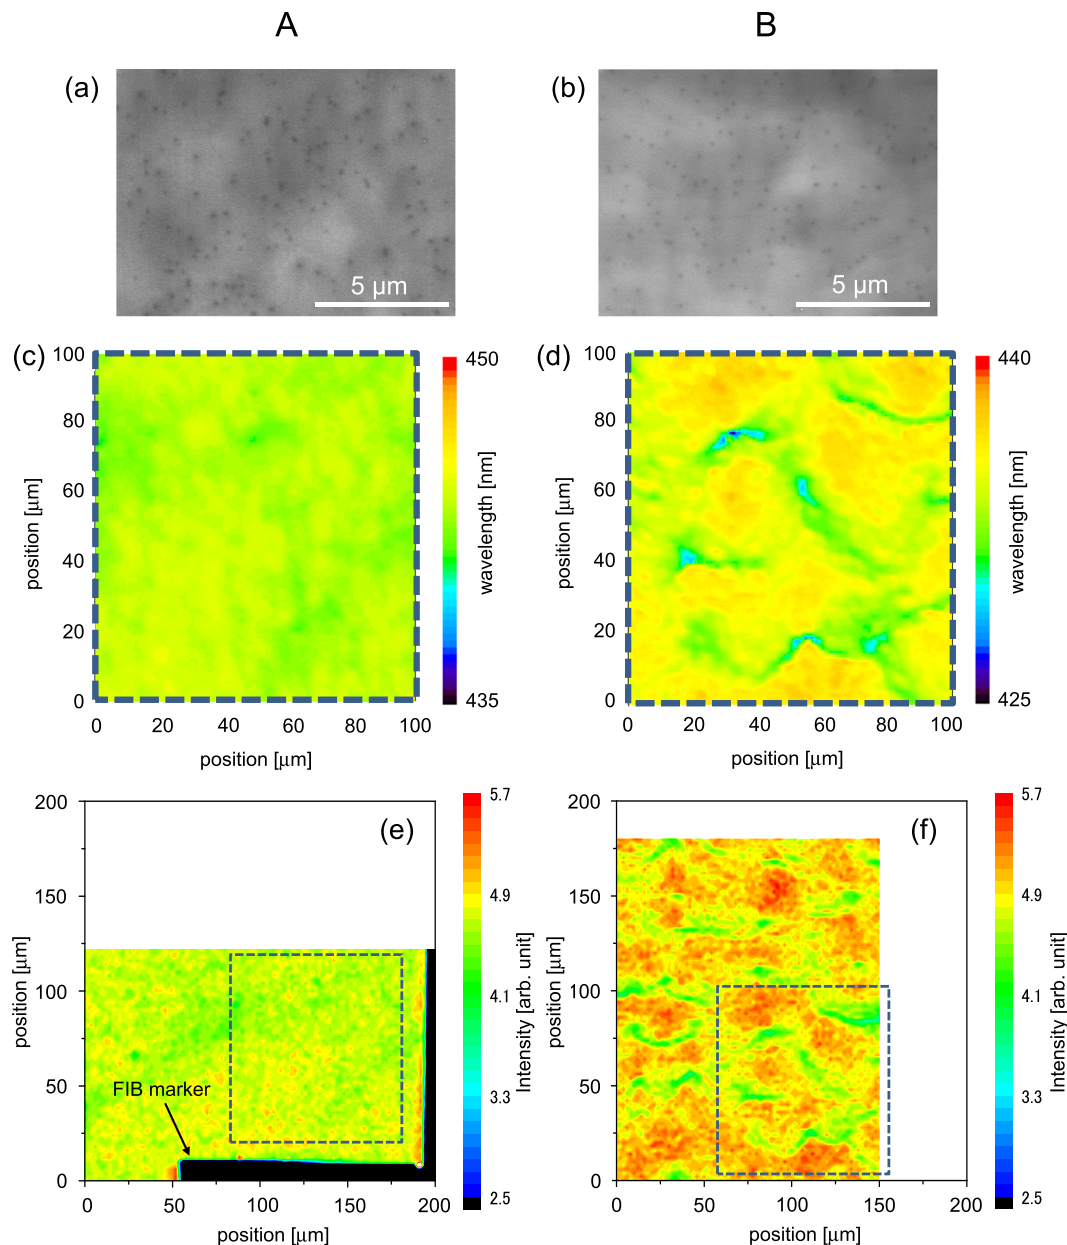 A
B
(a)
5 μm
(b)
5 μm
(c)
100
80
60
40
20
0
position [μm]
0 20 40 60 80 100
position [μm]
450
wavelength [nm]
435
(d)
100
80
60
40
20
0
position [μm]
0 20 40 60 80 100
position [μm]
440
wavelength [nm]
425
(e)
200
150
100
50
0
position [μm]
FIB marker
0 50 100 150 200
position [μm]
5.7
4.9
4.1
3.3
2.5
Intensity [arb. unit]
(f)
200
150
100
50
0
position [μm]
0 50 100 150 200
position [μm]
5.7
4.9
4.1
3.3
2.5
Intensity [arb. unit]